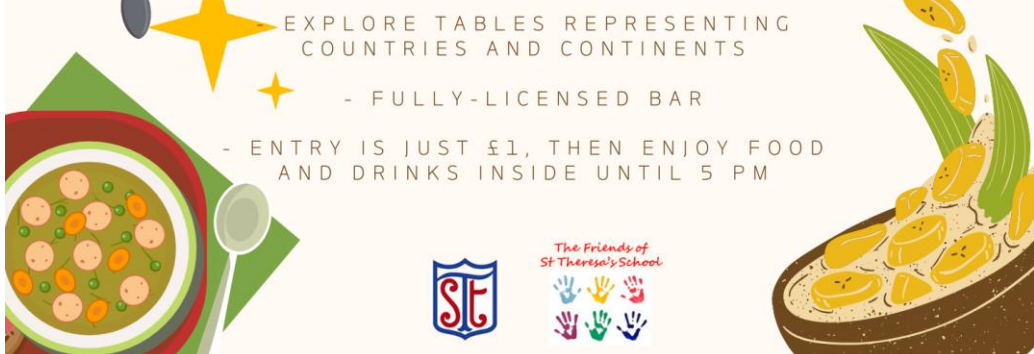 - EXPLORE TABLES REPRESENTING
COUNTRIES AND CONTINENTS
- FULLY-LICENSED BAR
- ENTRY IS JUST £1, THEN ENJOY FOOD
AND DRINKS INSIDE UNTIL 5 PM
The Friends of
St Theresa's School
STt